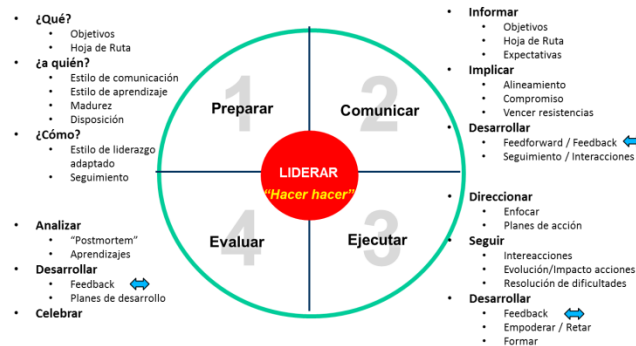 ¿Qué?
Objetivos
Hoja de Ruta
¿a quién?
Estilo de comunicación
Estilo de aprendizaje
Madurez
Disposición
¿Cómo?
Estilo de liderazgo
adaptado
Seguimiento
1
Preparar
2
Comunicar
Informar
Objetivos
Hoja de Ruta
Expectativas
Implicar
Alineamiento
Compromiso
Vencer resistencias
Desarrollar
Feedforward / Feedback
Seguimiento / Interacciones
LIDERAR
"Hacer hacer"
Analizar
"Postmortem"
Aprendizajes
Desarrollar
Feedback
Planes de desarrollo
Celebrar
4
Evaluar
3
Ejecutar
Direccionar
Enfocar
Planes de acción
Seguir
Intereacciones
Evolución/Impacto acciones
Resolución de dificultades
Desarrollar
Feedback
Empoderar / Retar
Formar